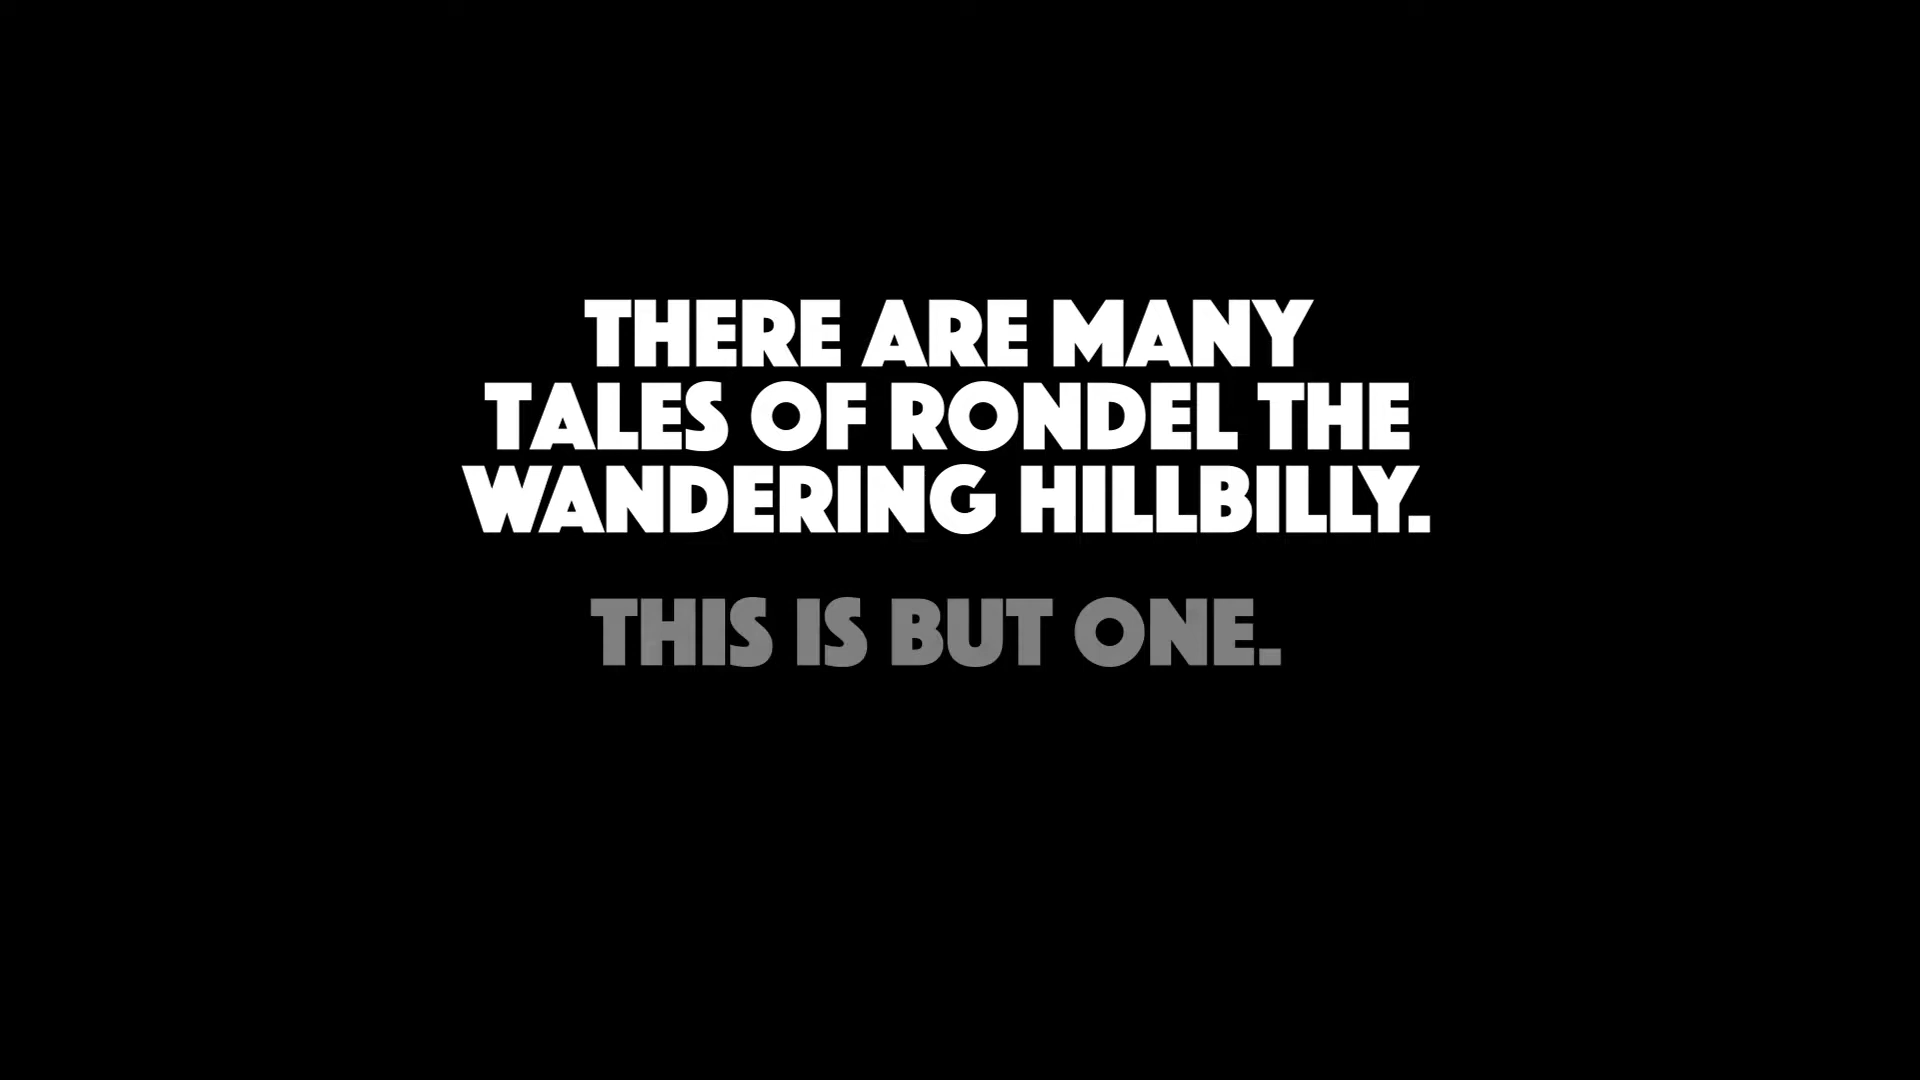 THERE ARE MANY
TALES OF RONDEL THE
WANDERING HILLBILLY.
THIS IS BUT ONE.